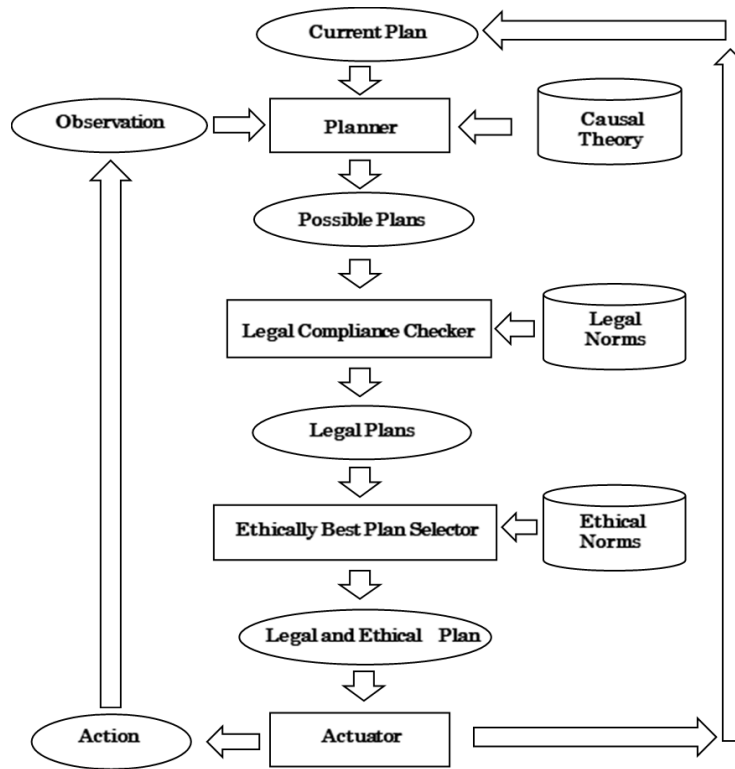 Current Plan
Observation
Planner
Causal
Theory
Possible Plans
Legal Compliance Checker
Legal
Norms
Legal Plans
Ethically Best Plan Selector
Ethical
Norms
Legal and Ethical Plan
Action
Actuator